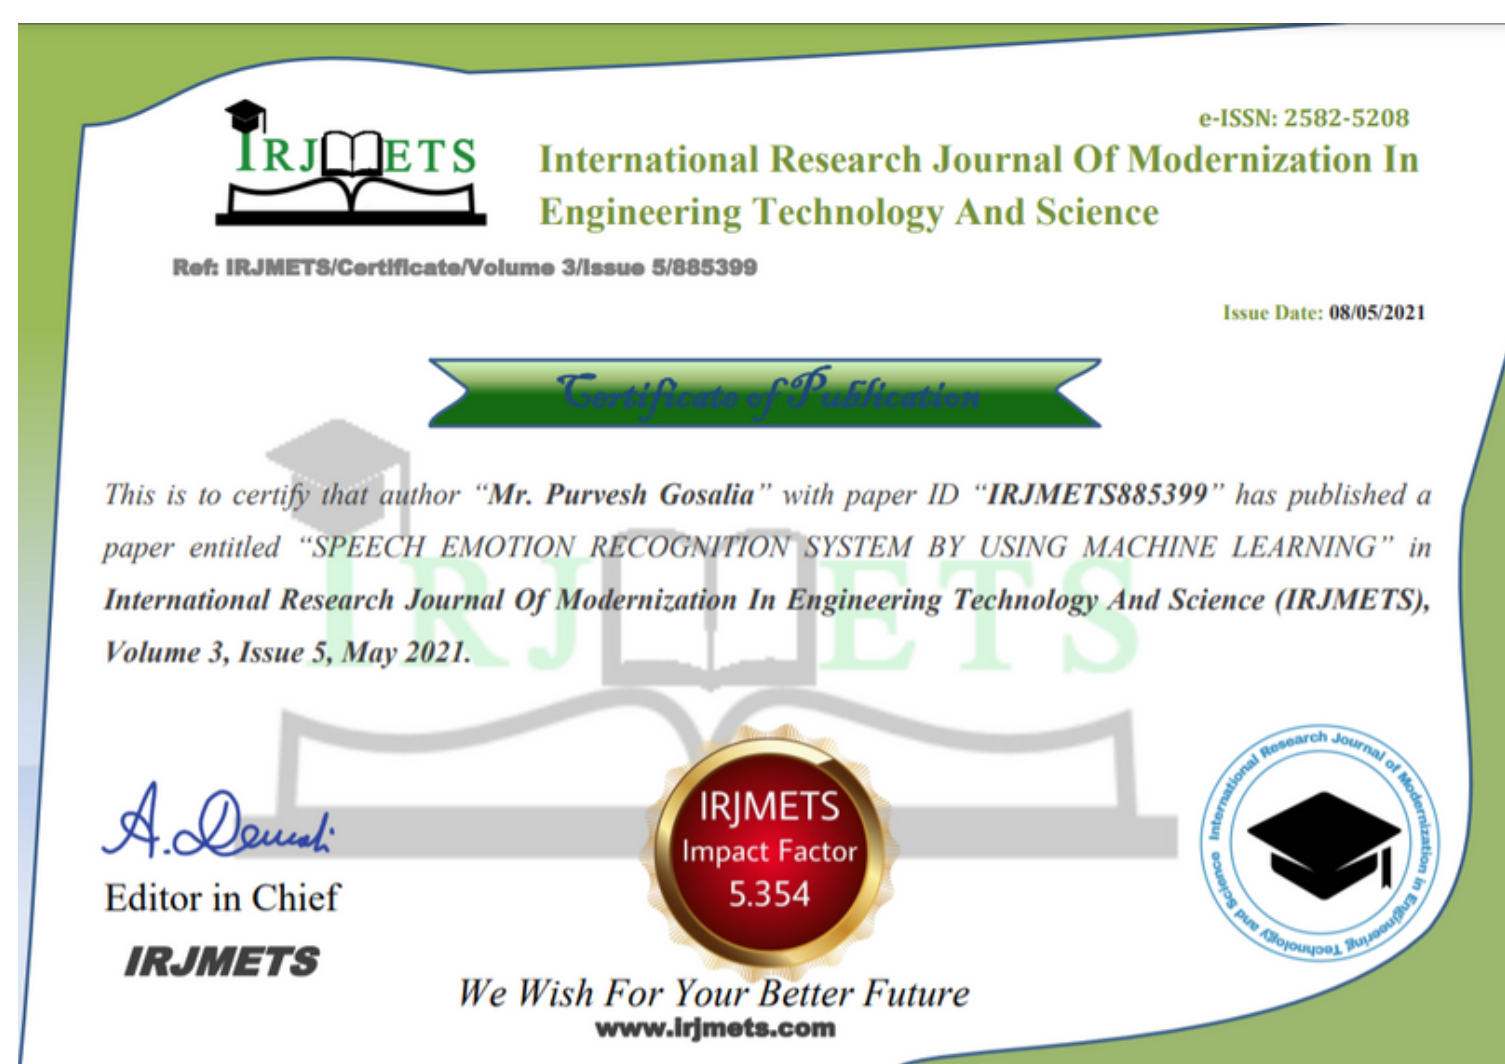 e-ISSN: 2582-5208
IRJMETS
International Research Journal Of Modernization In
Engineering Technology And Science
Ref: IRJMETS/Certificate/Volume 3/Issue 5/885399
Issue Date: 08/05/2021
Certificate of Publication
This is to certify that author “Mr. Purvesh Gosalia” with paper ID “IRJMETS885399” has published a
paper entitled “SPEECH EMOTION RECOGNITION SYSTEM BY USING MACHINE LEARNING” in
International Research Journal Of Modernization In Engineering Technology And Science (IRJMETS),
Volume 3, Issue 5, May 2021.
IRJMETS
A.
Editor in Chief
IRJMETS
IRJMETS
Impact Factor
5.354
International Research Journal of Modernization in Engineering Technology and Science
We Wish For Your Better Future
www.irjmets.com